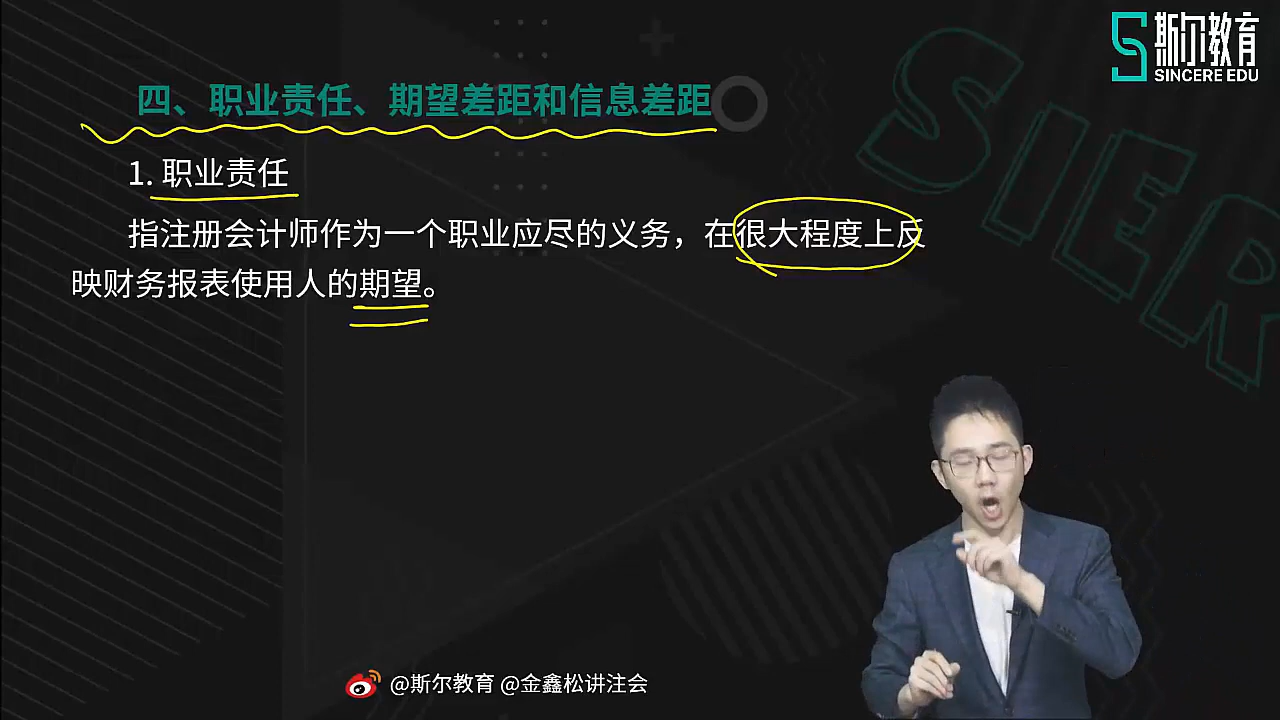 斯尔教育
SINCERE EDU
四、职业责任、期望差距和信息差距
1. 职业责任
指注册会计师作为一个职业应尽的义务，在很大程度上反
映财务报表使用人的期望。
SIER
@斯尔教育 @金鑫松讲注会